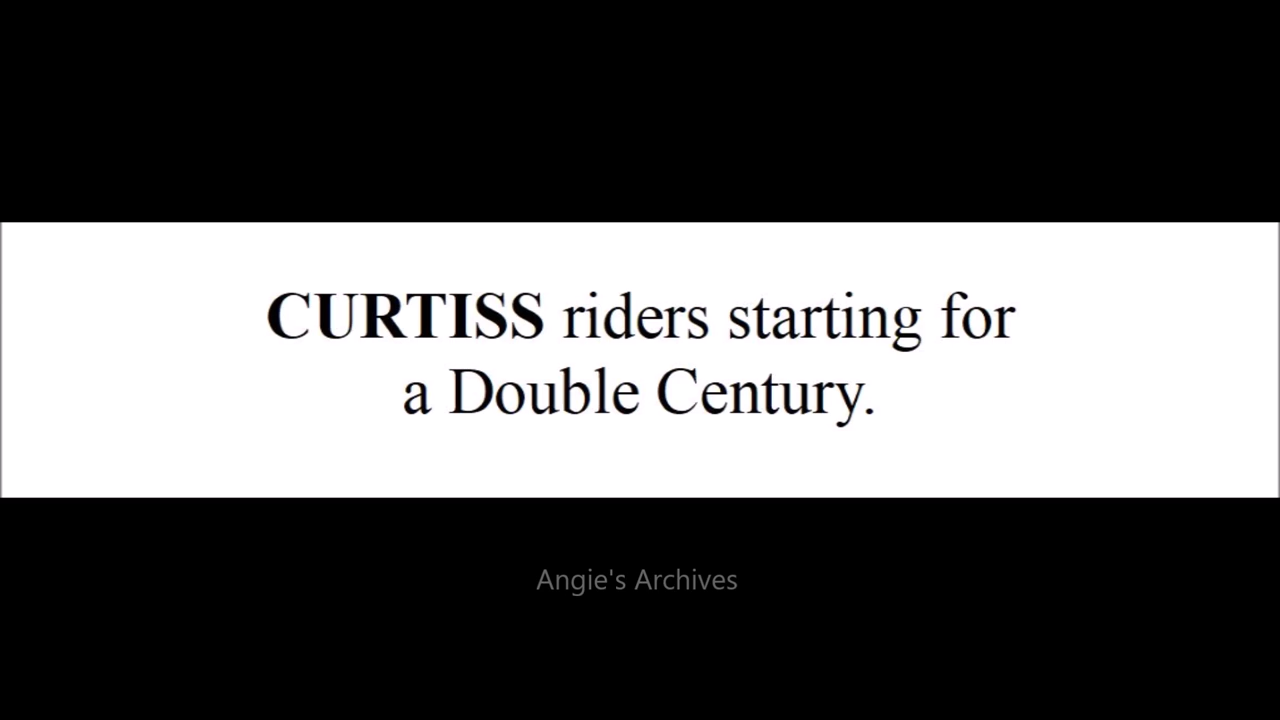 CURTISS riders starting for
a Double Century.
Angie's Archives